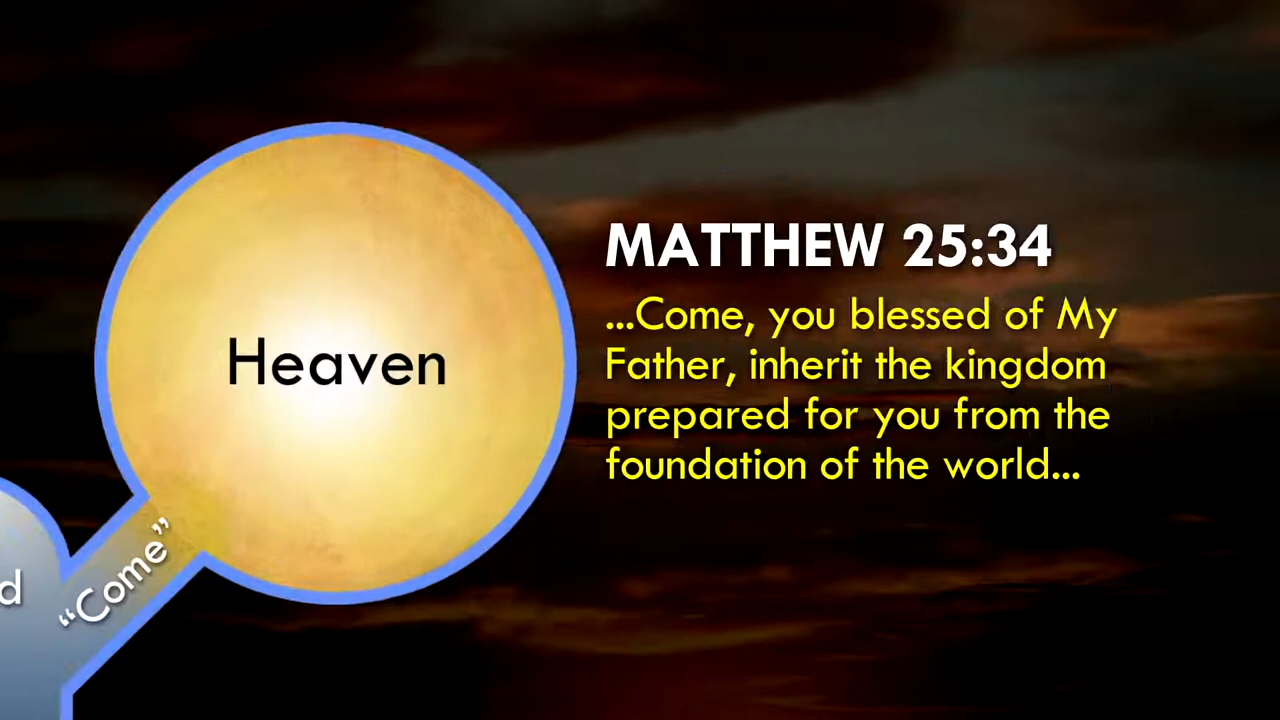 MATTHEW 25:34
...Come, you blessed of My
Father, inherit the kingdom
prepared for you from the
foundation of the world...
Heaven
“Come”